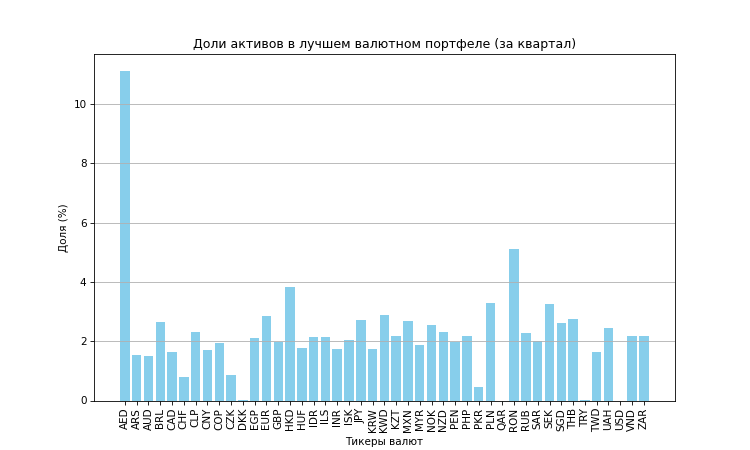 Доли активов в лучшем валютном портфеле (за квартал)
Доля (%)
10
8
6
4
2
0
AED ARS AUD BRL CAD CHF CLP CNY COP CZK DKK EGP EUR GBP HKD HUF IDR ILS INR ISK JPY KRW KWD KZT MXN MYR NOK NZD PEN PHP PKR PLN QAR RON RUB SAR SEK SGD THB TRY TWD UAH USD VND ZAR
Тикеры валют